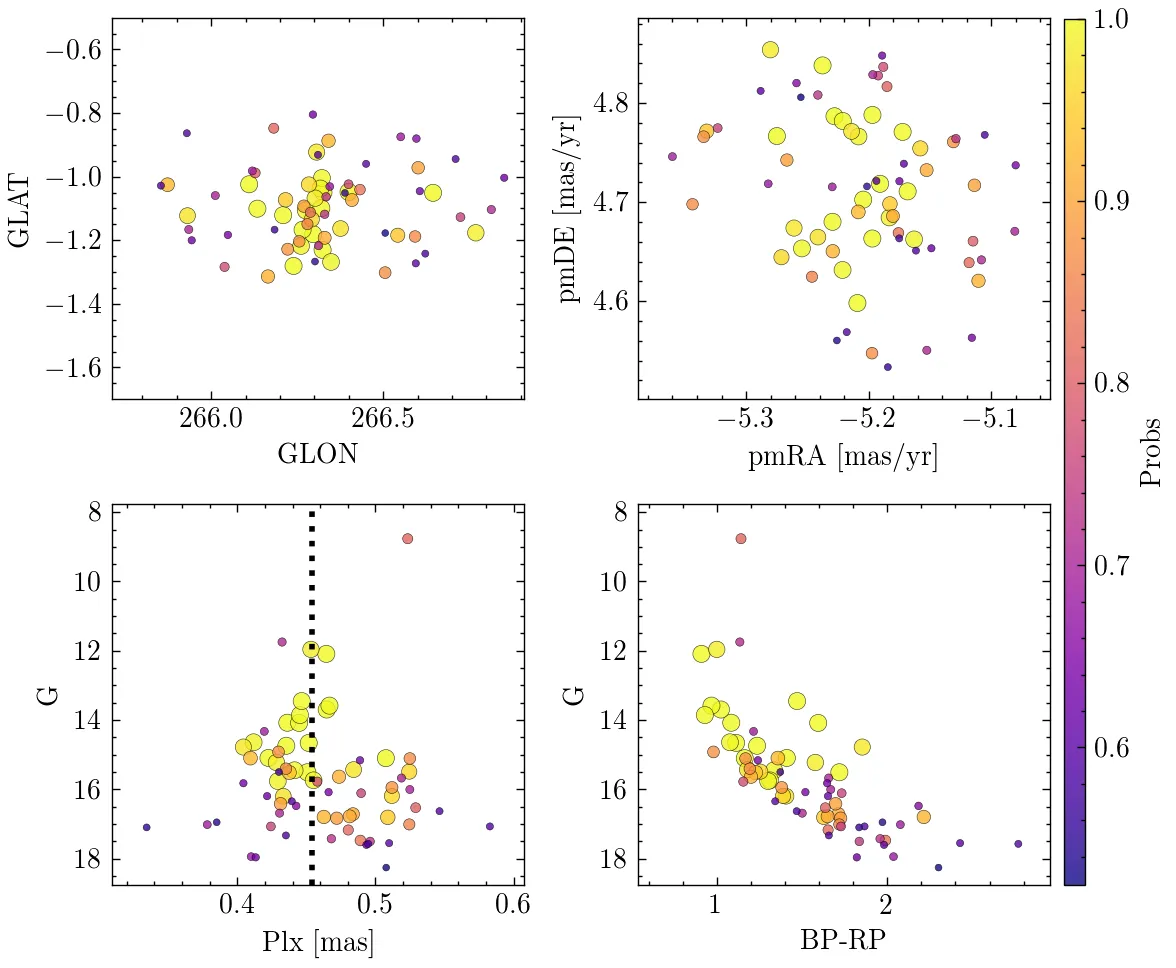 −0.6
−0.8
−1.0
−1.2
−1.4
−1.6
GLAT
266.0 266.5
GLON
4.8
4.7
4.6
pmDE [mas/yr]
−5.3 −5.2 −5.1
pmRA [mas/yr]
1.0
0.9
0.8
0.7
0.6
Probs
8
10
12
14
16
18
G
0.4 0.5 0.6
Plx [mas]
8
10
12
14
16
18
G
1 2
BP-RP